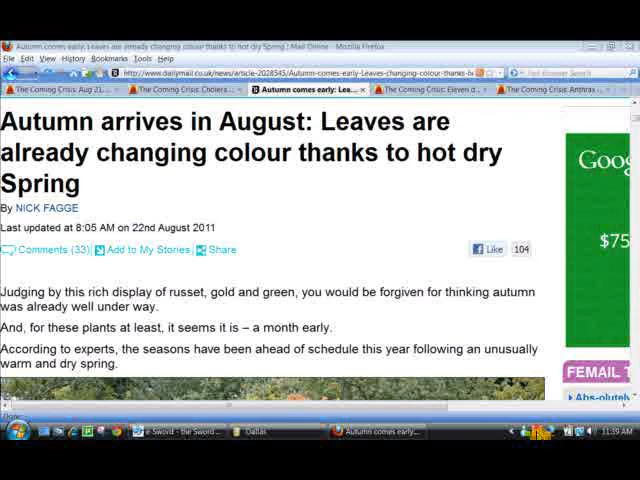 Autumn comes early: Leaves are already changing colour thanks to hot dry Spring | Mail Online - Mozilla Firefox
File Edit View History Bookmarks Tools Help
http://www.dailymail.co.uk/news/article-2028545/Autumn-comes-early-Leaves-changing-colour-thanks-h
The Coming Crisis: Aug 21, The Coming Crisis: Cholera... Autumn comes early: Lea... The Coming Crisis: Eleven d... The Coming Crisis: Anthrax
Autumn arrives in August: Leaves are
already changing colour thanks to hot dry
Spring
By NICK FAGGE
Last updated at 8:05 AM on 22nd August 2011
Comments (33) Add to My Stories Share
Like 104
Goog
$75
Judging by this rich display of russet, gold and green, you would be forgiven for thinking autumn
was already well under way.
And, for these plants at least, it seems it is – a month early.
According to experts, the seasons have been ahead of schedule this year following an unusually
warm and dry spring.
FEMAIL T
Abs-olutely
e-Sword - the Sword ... Dallas Autumn comes early:... 11:39 AM